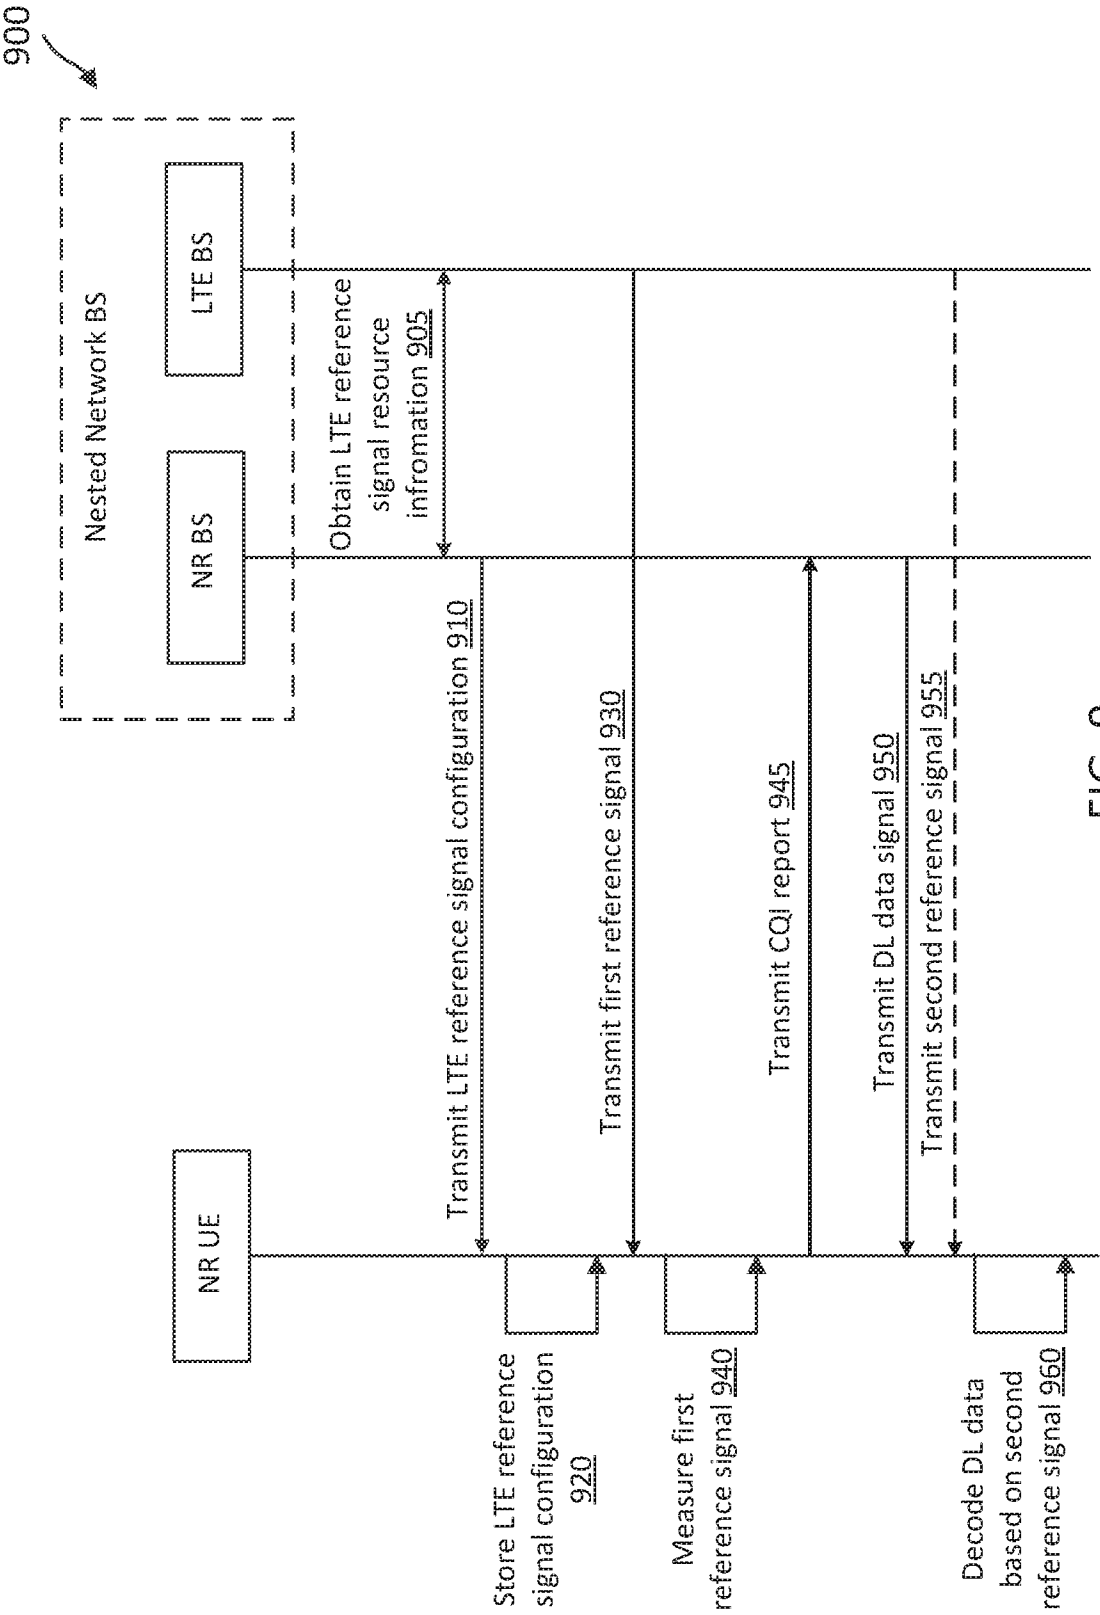 900
Nested Network BS
NR UE
NR BS
LTE BS
Obtain LTE reference
signal resource
infromation 905
Transmit LTE reference signal configuration 910
Store LTE reference
signal configuration
920
Transmit first reference signal 930
Measure first
reference signal 940
Transmit CQI report 945
Transmit DL data signal 950
Transmit second reference signal 955
Decode DL data
based on second
reference signal 960